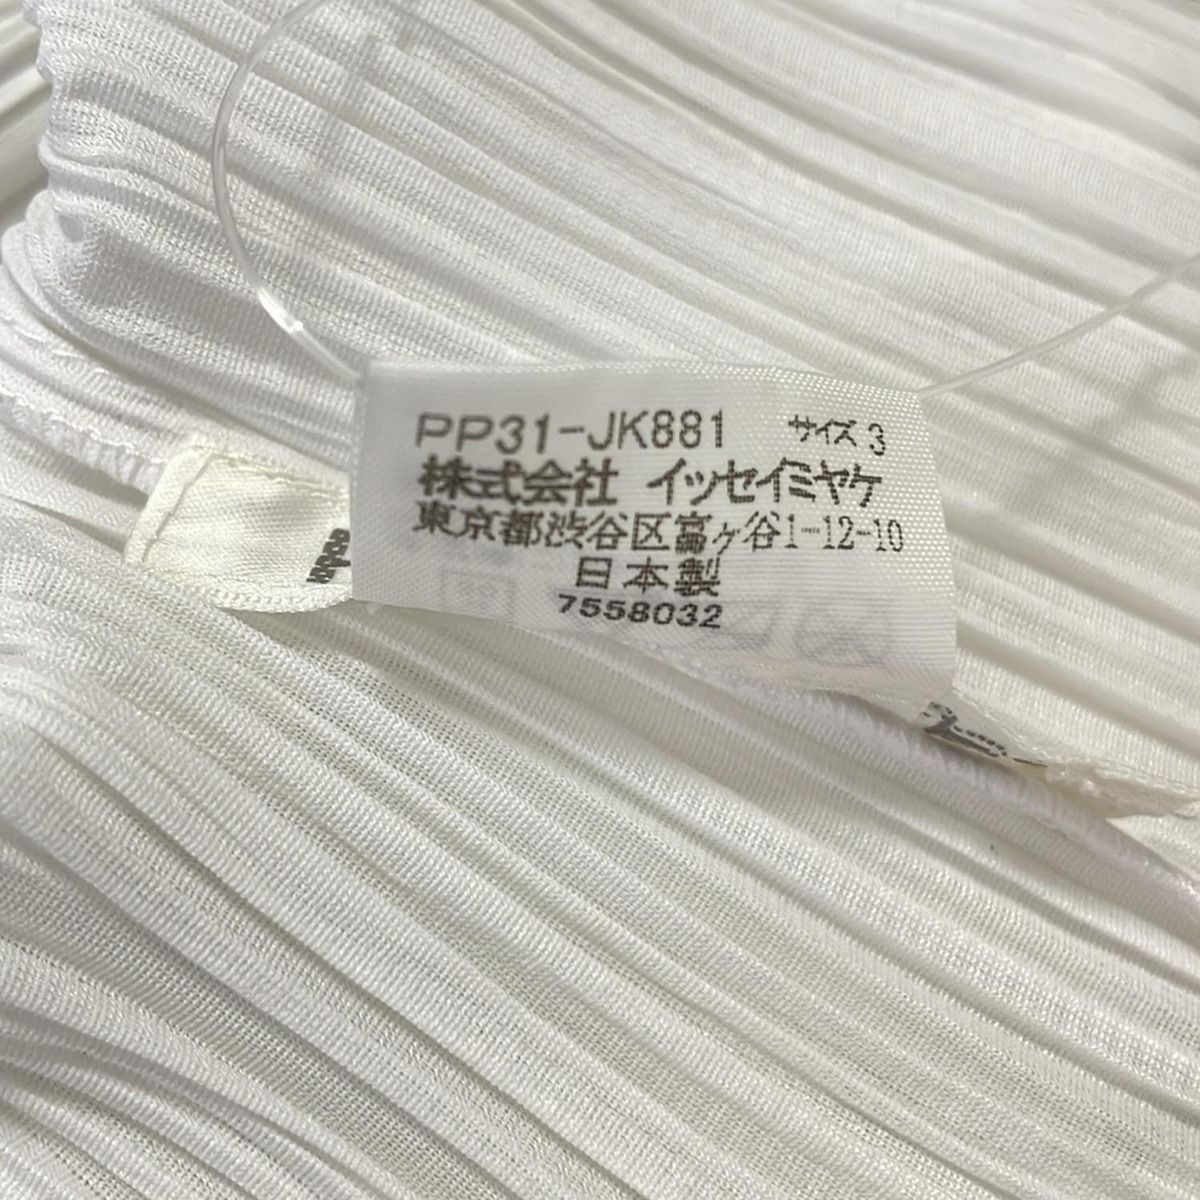 PP31-JK881 サイズ 3
株式会社 イッセイミヤケ
東京都渋谷区富ヶ谷1-12-10
日本製
7558032